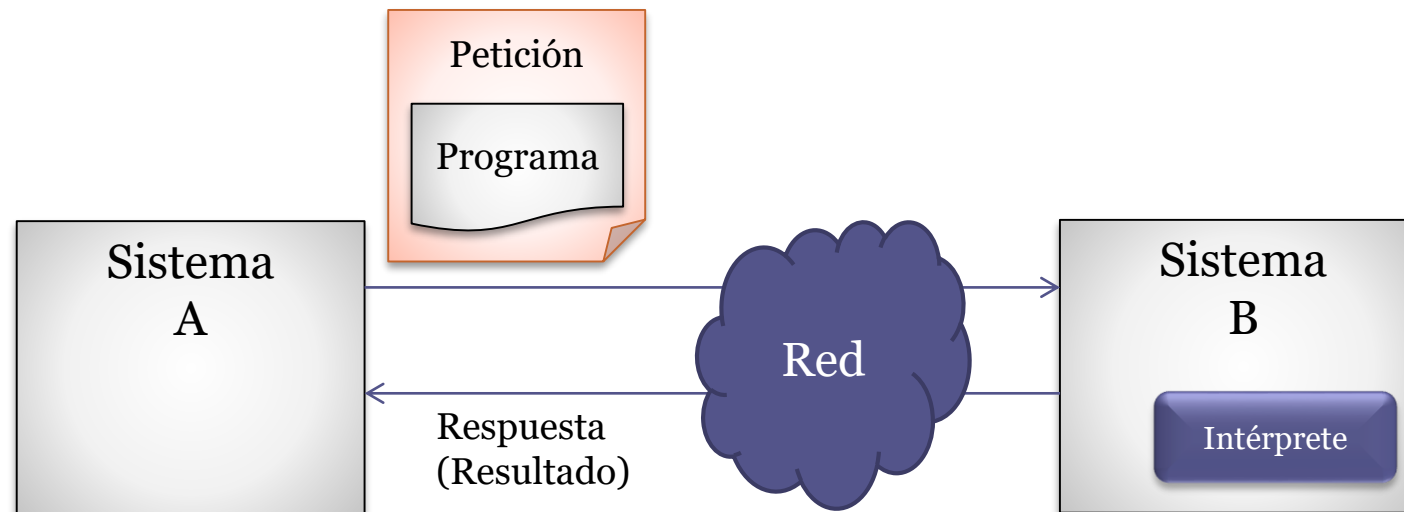 Petición
Programa
Sistema
A
Sistema
B
Red
Respuesta
(Resultado)
Intérprete